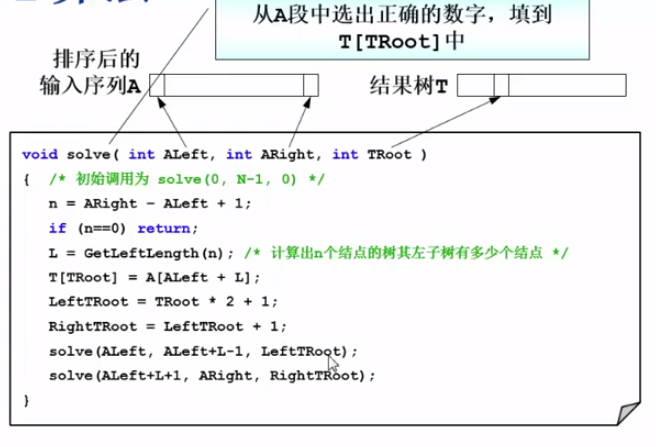 从A段中选出正确的数字，填到
T[TRoot]中
排序后的
输入序列A
结果树T
void solve( int ALeft, int ARight, int TRoot )
{ /* 初始调用为 solve(0, N-1, 0) */
n = ARight - ALeft + 1;
if (n==0) return;
L = GetLeftLength(n); /* 计算出n个结点的树其左子树有多少个结点 */
T[TRoot] = A[ALeft + L];
LeftTRoot = TRoot * 2 + 1;
RightTRoot = LeftTRoot + 1;
solve(ALeft, ALeft+L-1, LeftTRoot);
solve(ALeft+L+1, ARight, RightTRoot);
}